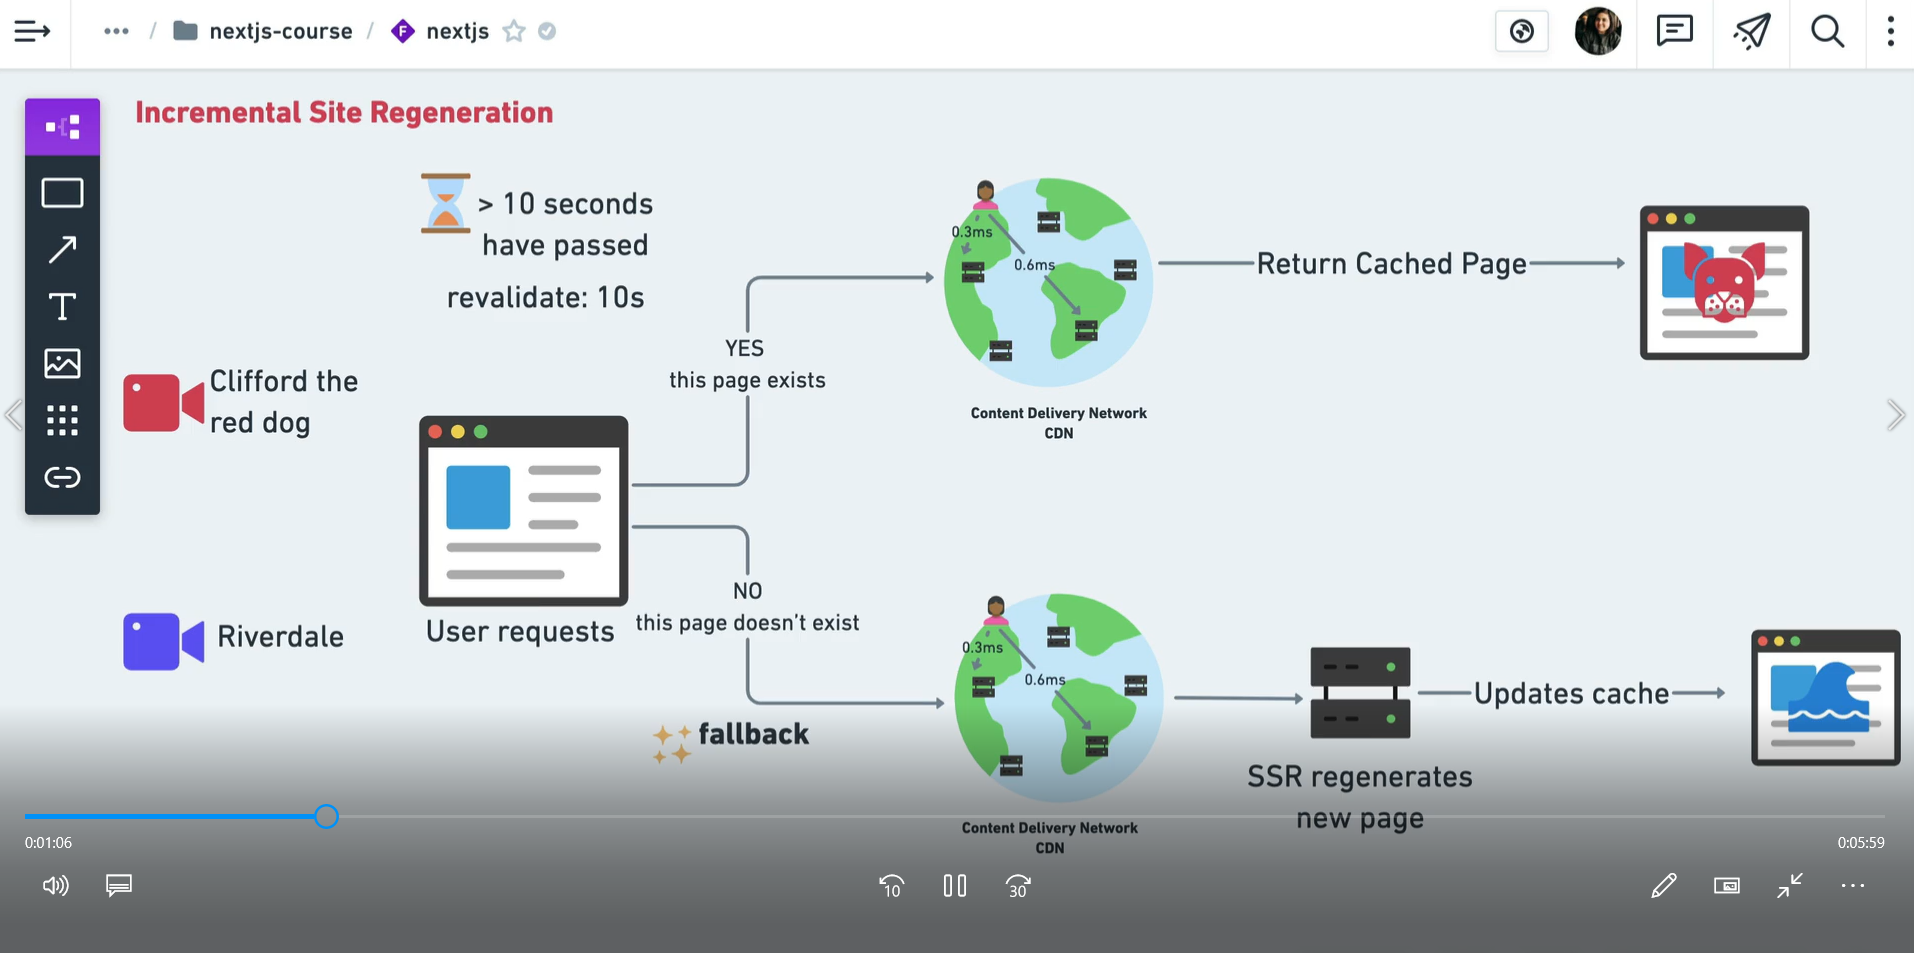 nextjs-course / nextjs
Incremental Site Regeneration
> 10 seconds
have passed
revalidate: 10s
Clifford the
red dog
Riverdale
User requests
YES
this page exists
NO
this page doesn't exist
fallback
0.3ms
0.6ms
Content Delivery Network
CDN
Return Cached Page
0.3ms
0.6ms
Content Delivery Network
CDN
SSR regenerates
new page
Updates cache
0:01:06
0:05:59
10
30